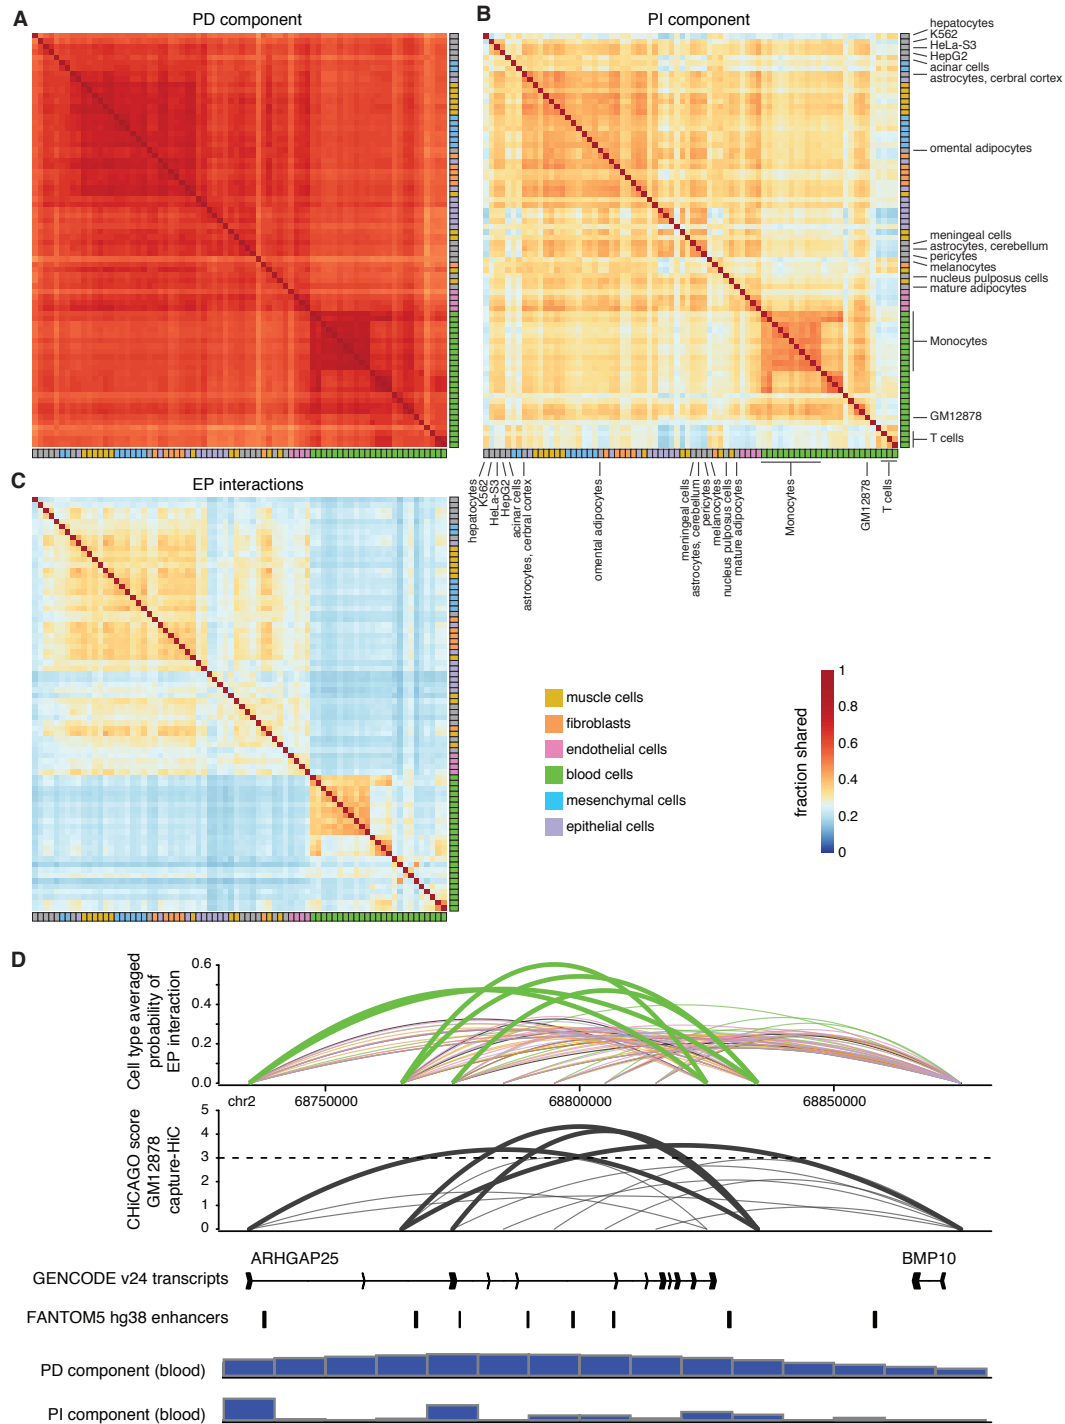 A
PD component
B
PI component
hepatocytes
K562
HeLa-S3
HepG2
acinar cells
astrocytes, cerbral cortex
omental adipocytes
meningeal cells
astrocytes, cerebellum
pericytes
melanocytes
nucleus pulposus cells
mature adipocytes
Monocytes
GM12878
T cells
hepatocytes
K562
HeLa-S3
HepG2
acinar cells
astrocytes, cerbral cortex
omental adipocytes
meningeal cells
astrocytes, cerebellum
pericytes
melanocytes
nucleus pulposus cells
mature adipocytes
Monocytes
GM12878
T cells
C
EP interactions
muscle cells
fibroblasts
endothelial cells
blood cells
mesenchymal cells
epithelial cells
fraction shared
1
0.8
0.6
0.4
0.2
0
D
Cell type averaged
probability of
EP interaction
0.6
0.4
0.2
0.0
chr2
68750000
68800000
68850000
CHiCAGO score
GM12878
capture-HiC
5
4
3
2
1
0
ARHGAP25
BMP10
GENCODE v24 transcripts
FANTOM5 hg38 enhancers
PD component (blood)
PI component (blood)